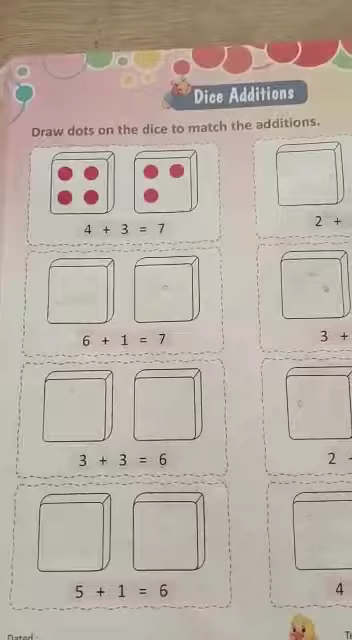 Dice Additions
Draw dots on the dice to match the additions.
4 + 3 = 7
2 +
6 + 1 = 7
3 +
3 + 3 = 6
2
5 + 1 = 6
4
Dated